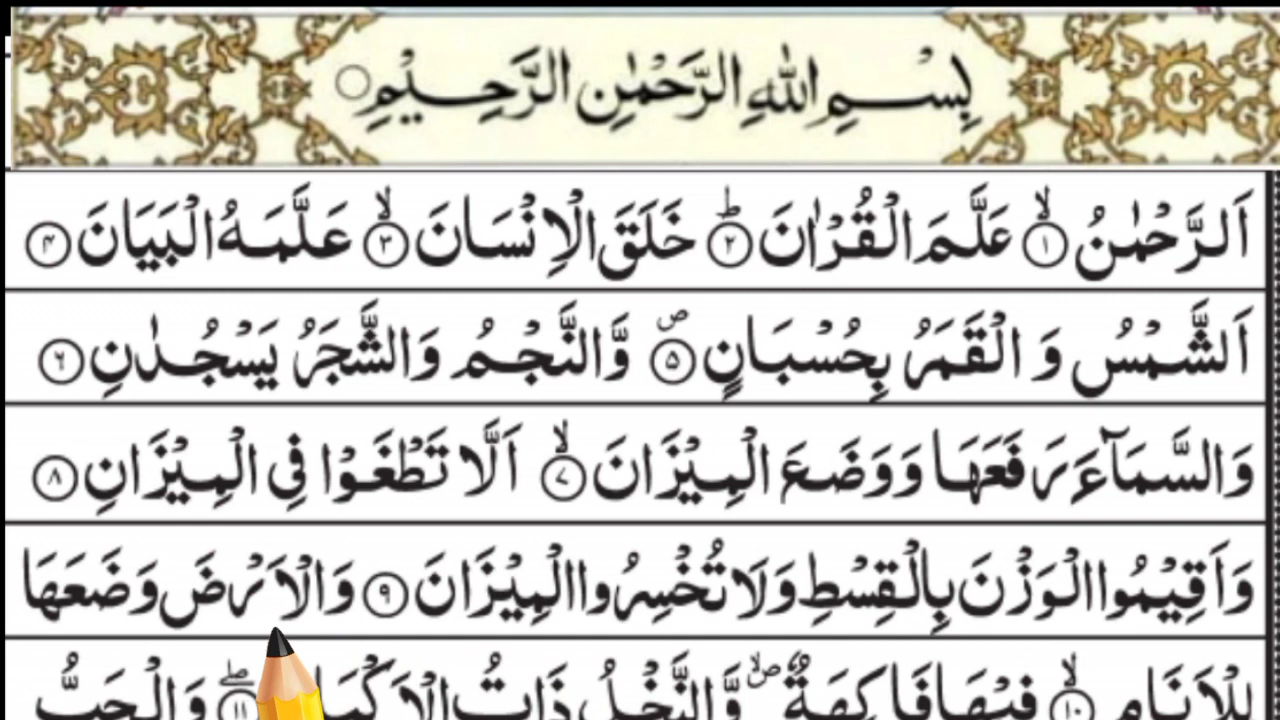 بِسْمِ اللهِ الرَّحْمٰنِ الرَّحِيْمِ ○
اَلرَّحْمٰنُ ۙ﴿۱﴾ عَلَّمَ الْقُرْاٰنَ ؕ﴿۲﴾ خَلَقَ الْاِنْسَانَ ۙ﴿۳﴾ عَلَّمَهُ الْبَيَانَ ﴿۴﴾
اَلشَّمْسُ وَ الْقَمَرُ بِحُسْبَانٍ ۪﴿۵﴾ وَّالنَّجْمُ وَالشَّجَرُ يَسْجُدٰنِ ﴿۶﴾
وَالسَّمَآءَ رَفَعَهَا وَوَضَعَ الْمِيْزَانَ ۙ﴿۷﴾ اَلَّا تَطْغَوْا فِى الْمِيْزَانِ ﴿۸﴾
وَاَقِيْمُوا الْوَزْنَ بِالْقِسْطِ وَلَا تُخْسِرُوا الْمِيْزَانَ ﴿۹﴾ وَالْاَرْضَ وَضَعَهَا
لِلْاَنَامِ ۙ﴿۱۰﴾ فِيْهَا فَاكِهَةٌ ۪ۙ وَّالنَّخْلُ ذَاتُ ؕ﴿۱۱﴾ وَالْحَبُّ